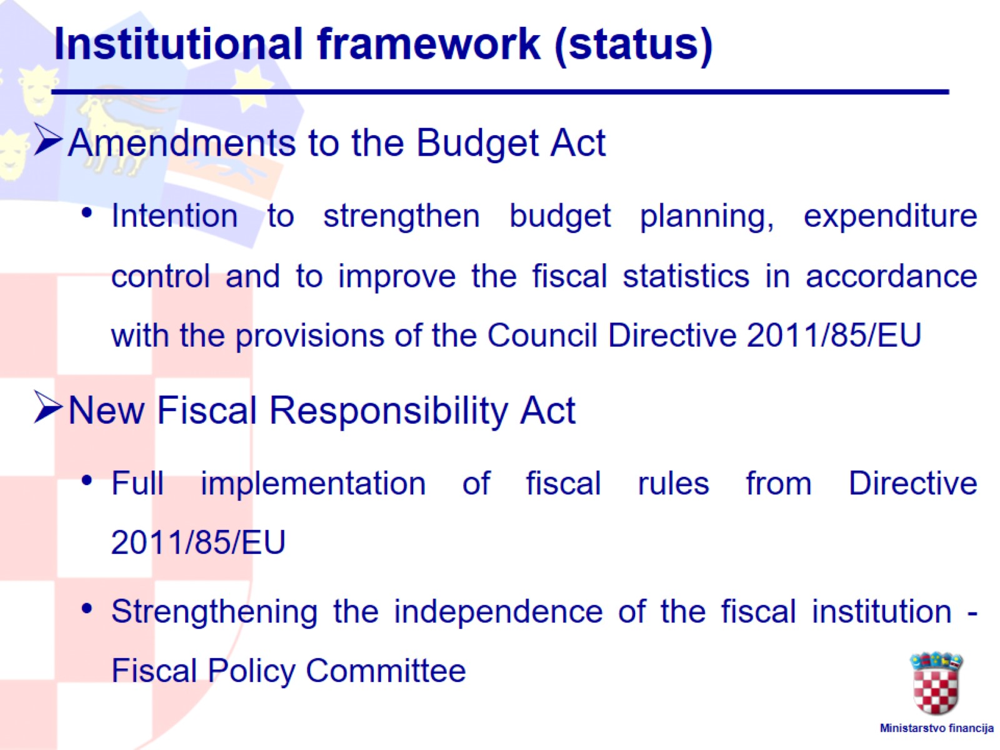 Institutional framework (status)
Amendments to the Budget Act
• Intention to strengthen budget planning, expenditure
control and to improve the fiscal statistics in accordance
with the provisions of the Council Directive 2011/85/EU
New Fiscal Responsibility Act
• Full implementation of fiscal rules from Directive
2011/85/EU
• Strengthening the independence of the fiscal institution -
Fiscal Policy Committee
Ministarstvo financija